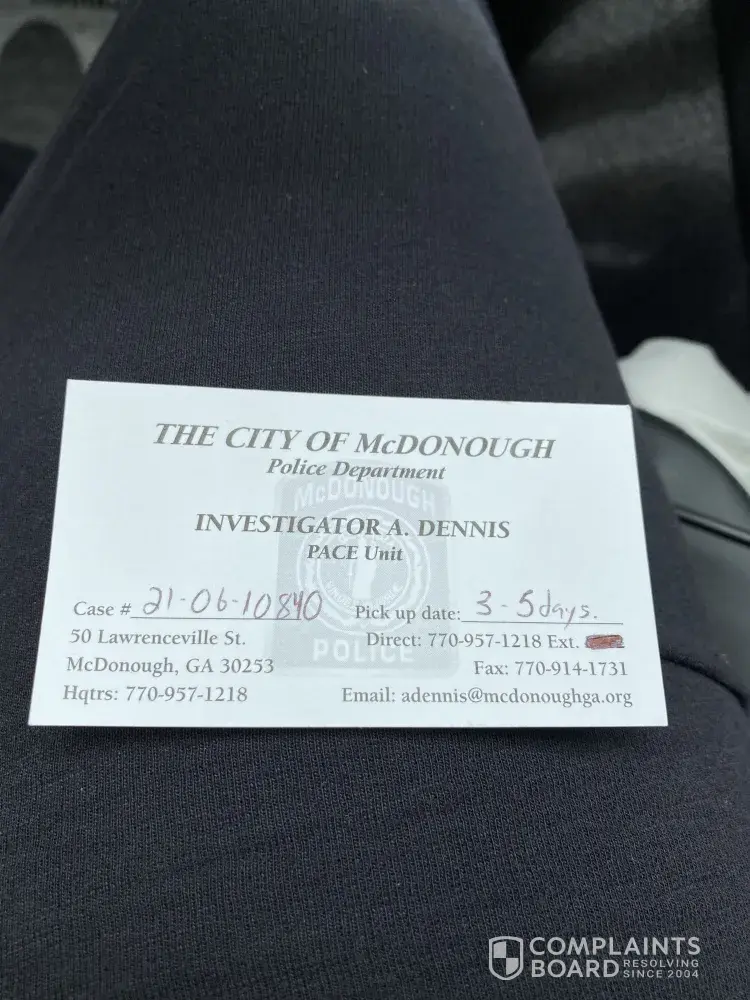 THE CITY OF McDONOUGH
Police Department
McDONOUGH
INVESTIGATOR A. DENNIS
PACE Unit
Case # 21-06-10840 Pick up date: 3-5days.
50 Lawrenceville St. Direct: 770-957-1218 Ext.
McDonough, GA 30253 POLICE Fax: 770-914-1731
Hqtrs: 770-957-1218 Email: adennis@mcdonoughga.org
COMPLAINTS
BOARD RESOLVING SINCE 2004